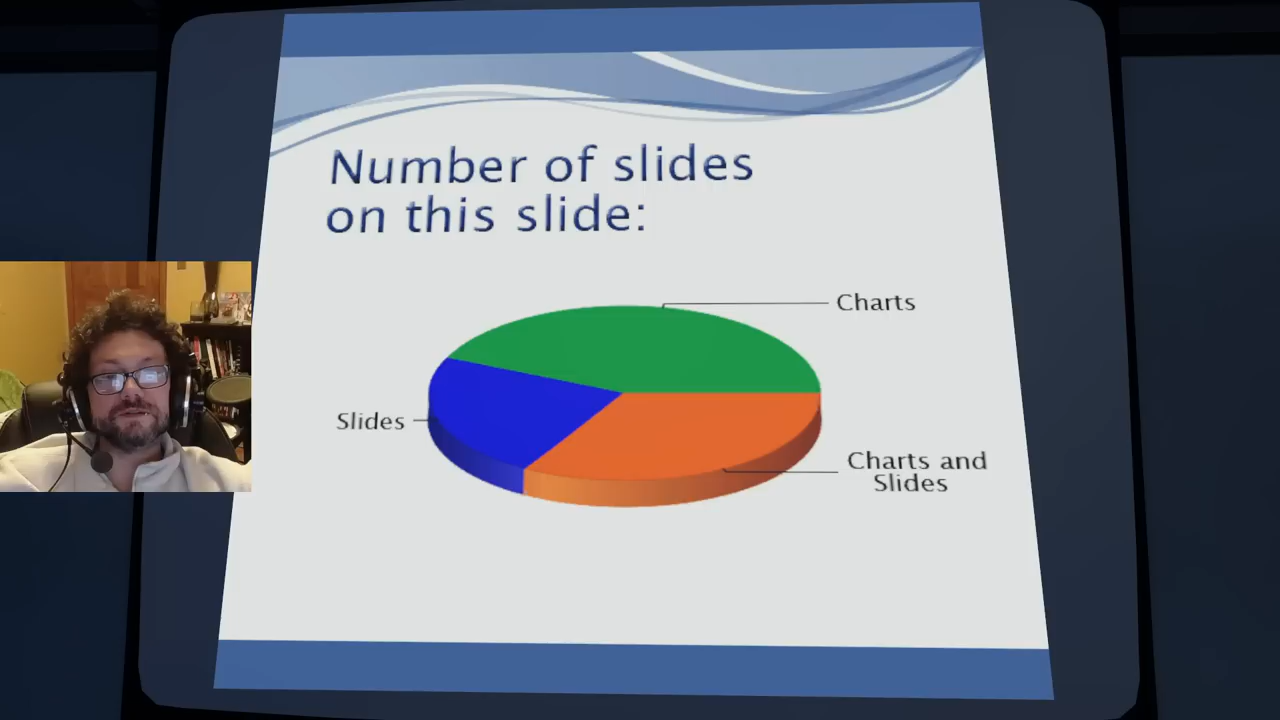 Number of slides
on this slide:
Charts
Slides
Charts and
Slides